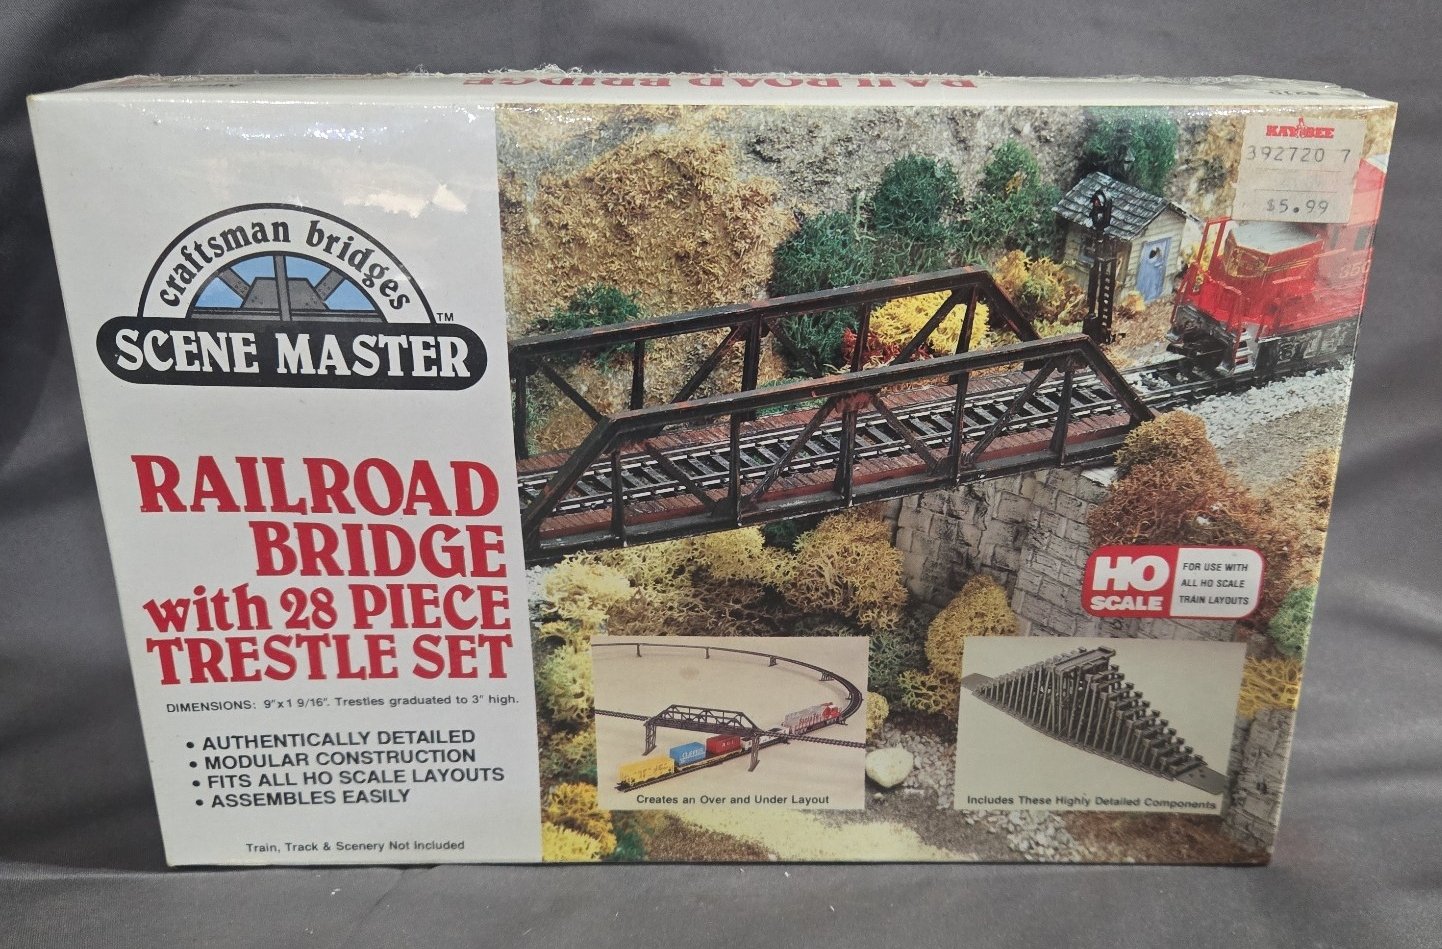 RAILROAD BRIDGE
craftsman bridges
SCENE MASTER™
RAILROAD
BRIDGE
with 28 PIECE
TRESTLE SET
DIMENSIONS: 9"x1 9/16". Trestles graduated to 3" high.
• AUTHENTICALLY DETAILED
• MODULAR CONSTRUCTION
• FITS ALL HO SCALE LAYOUTS
• ASSEMBLES EASILY
Train, Track & Scenery Not Included
KAY BEE
392720 7
$5.99
HO
SCALE
FOR USE WITH
ALL HO SCALE
TRAIN LAYOUTS
Creates an Over and Under Layout
Includes These Highly Detailed Components